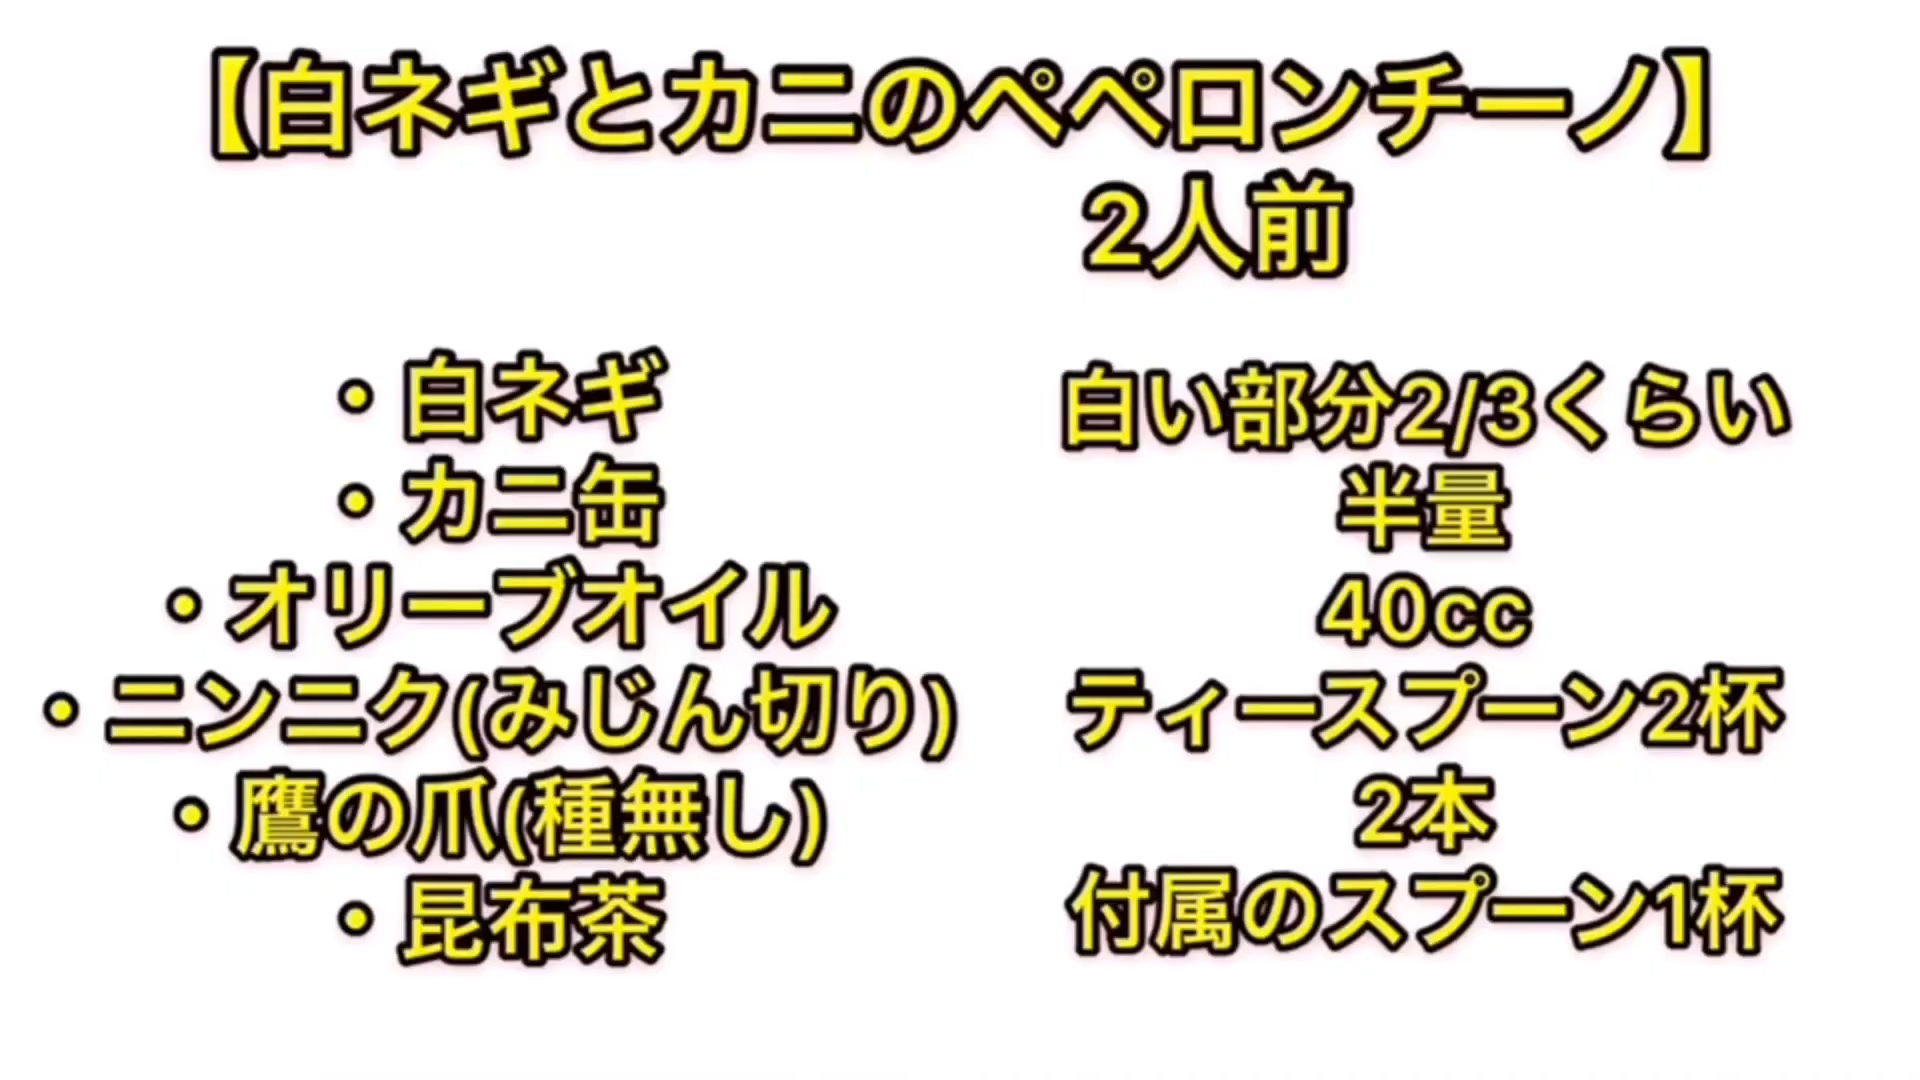 【白ネギとカニのペペロンチーノ】
2人前
・白ネギ 白い部分2/3くらい
・カニ缶 半量
・オリーブオイル 40cc
・ニンニク(みじん切り) ティースプーン2杯
・鷹の爪(種無し) 2本
・昆布茶 付属のスプーン1杯